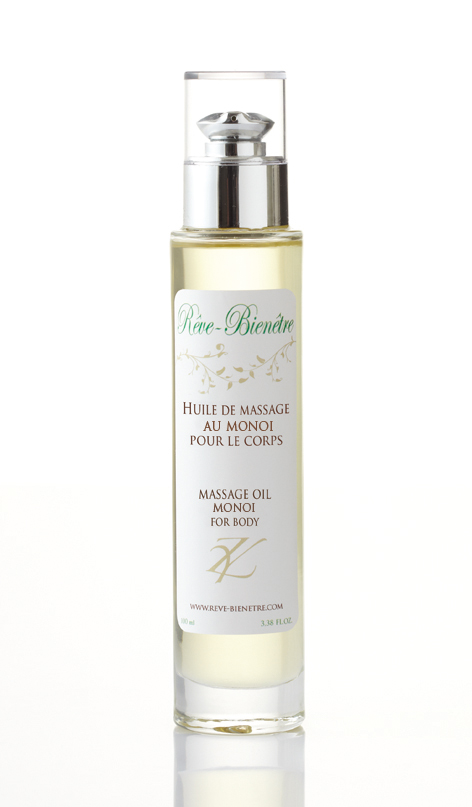 Rêve-Bienêtre
HUILE DE MASSAGE
AU MONOI
POUR LE CORPS
MASSAGE OIL
MONOI
FOR BODY
WWW.REVE-BIENETRE.COM
100 ml 3,38 FL.OZ.